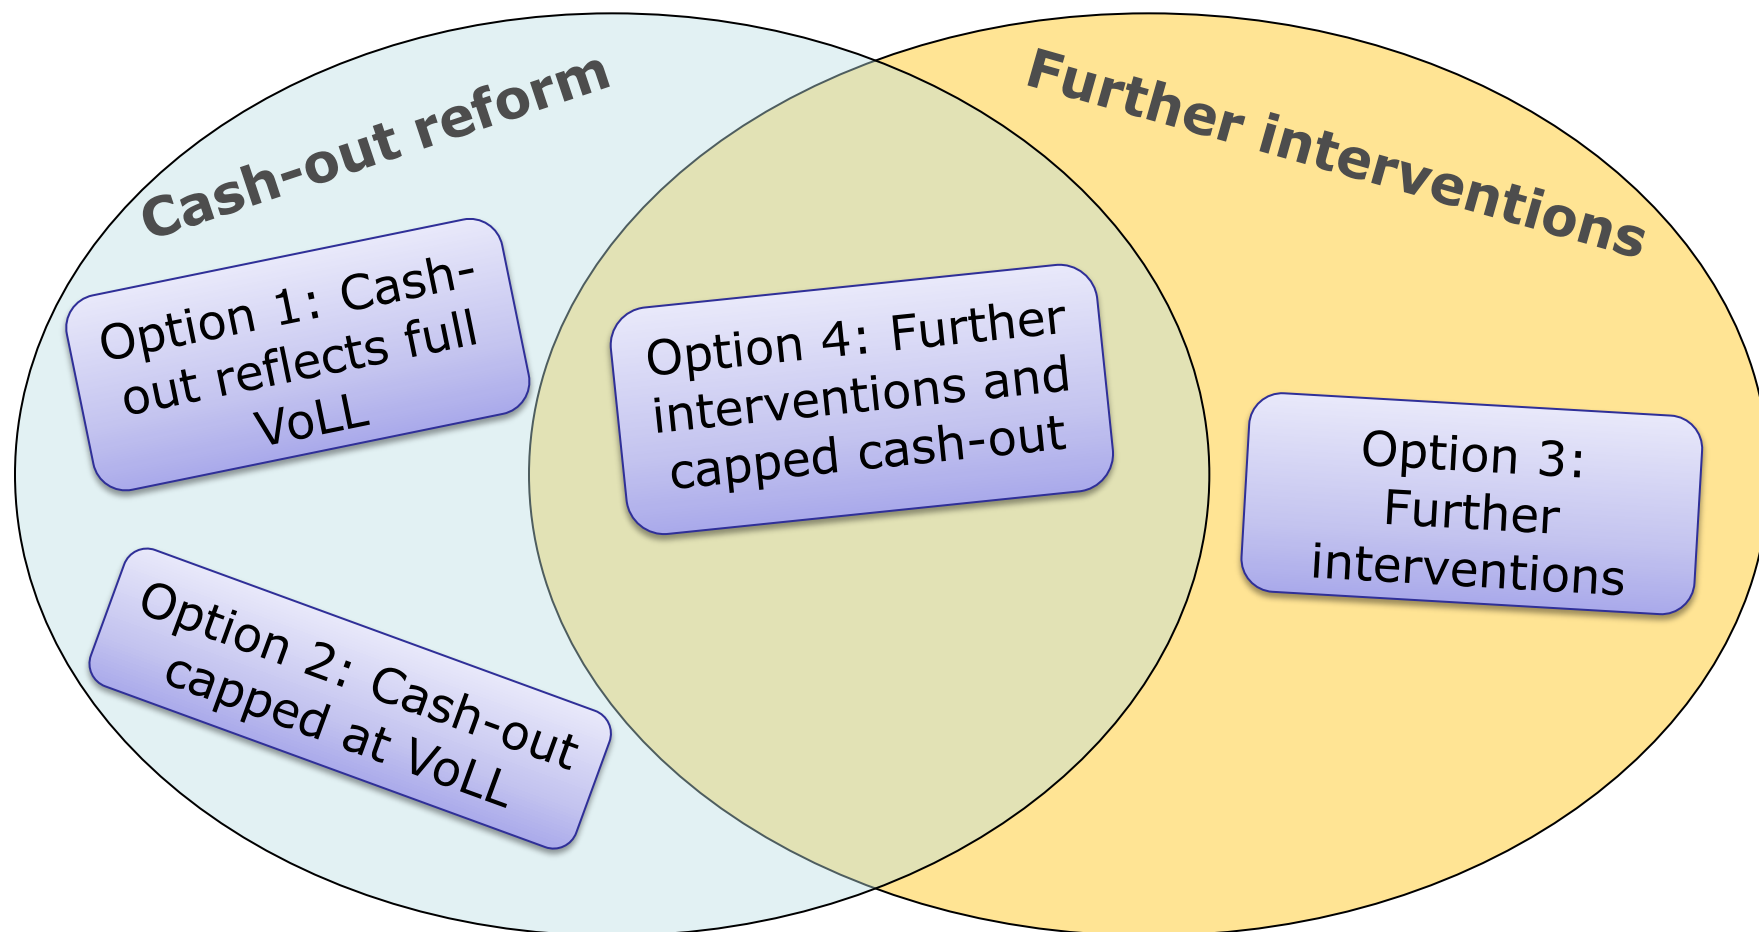 Cash-out reform
Further interventions
Option 1: Cash-
out reflects full
VoLL
Option 2: Cash-out
capped at VoLL
Option 4: Further
interventions and
capped cash-out
Option 3:
Further
interventions